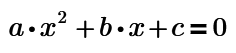 a·x² + b·x + c = 0